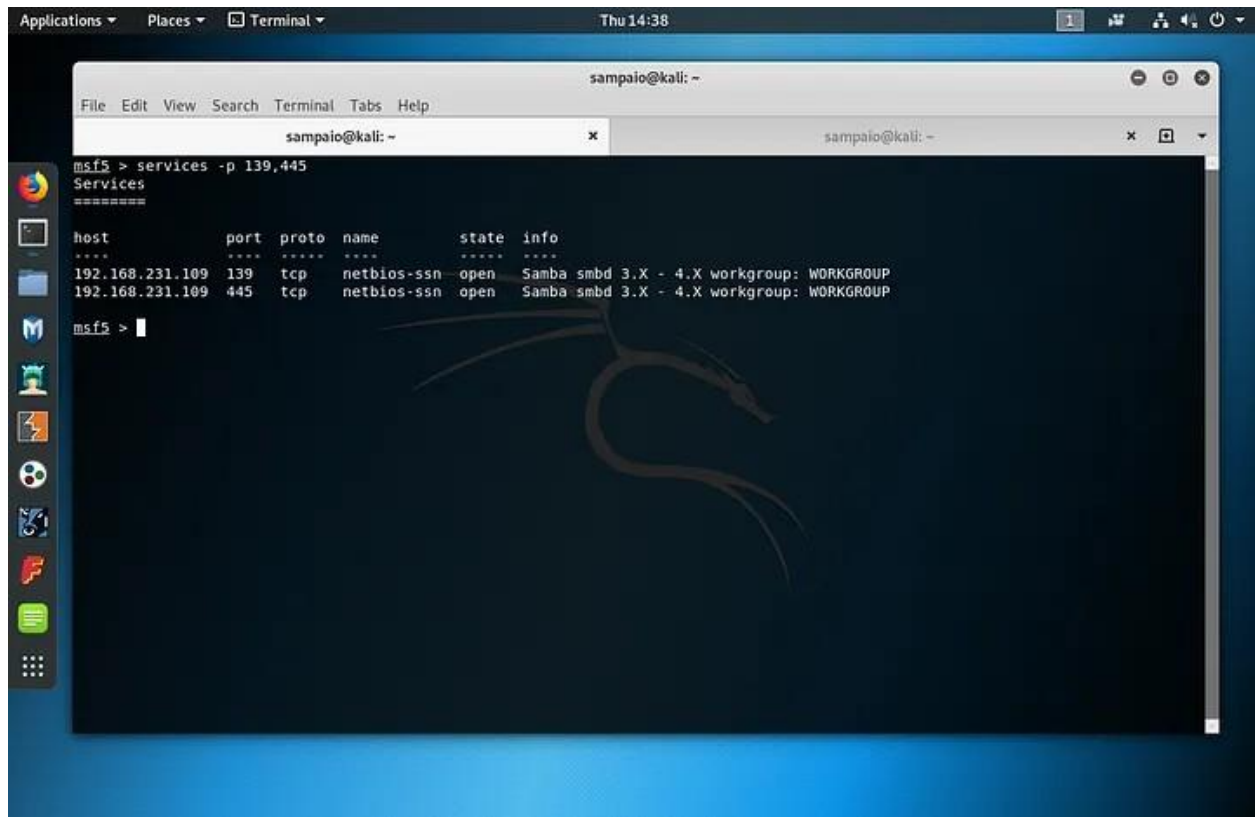 Applications Places Terminal Thu 14:38 1
sampaio@kali: ~
File Edit View Search Terminal Tabs Help
sampaio@kali: ~ sampaio@kali: ~
msf5 > services -p 139,445
Services
========
host port proto name state info
---- ---- ----- ---- ----- ----
192.168.231.109 139 tcp netbios-ssn open Samba smbd 3.X - 4.X workgroup: WORKGROUP
192.168.231.109 445 tcp netbios-ssn open Samba smbd 3.X - 4.X workgroup: WORKGROUP
msf5 >